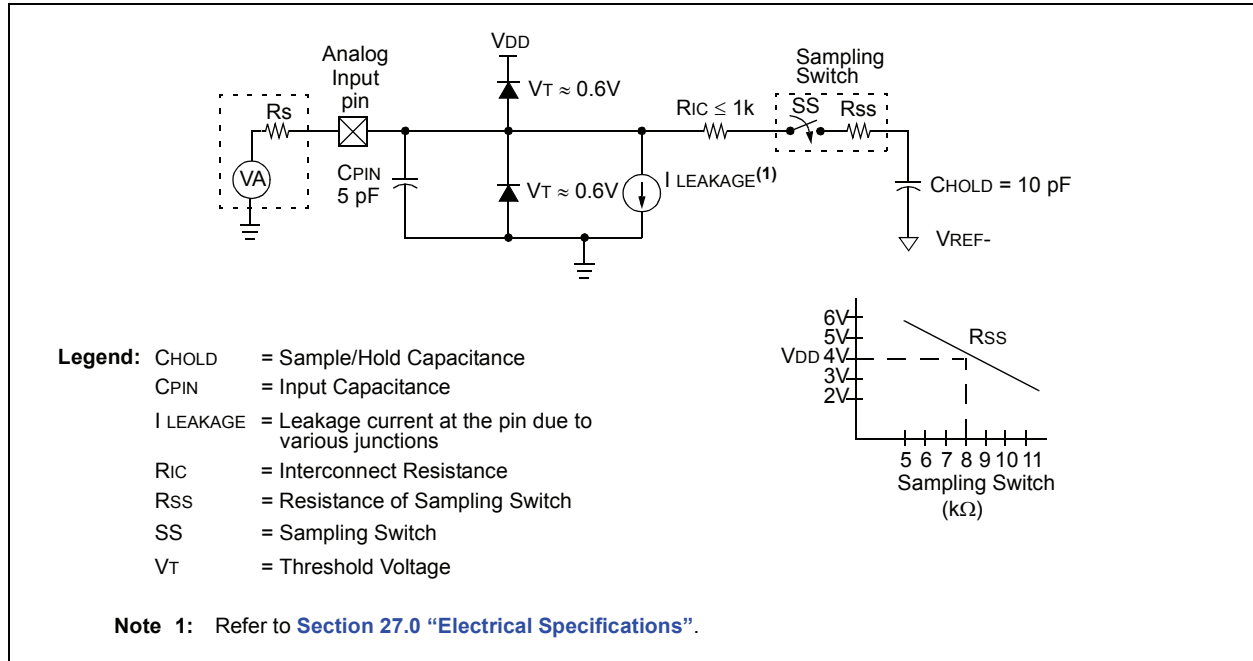 VDD
Analog
Input
pin
Sampling
Switch
VT ≈ 0.6V
RIC ≤ 1k
SS
Rs
Rss
VA
CPIN
5 pF
VT ≈ 0.6V
I LEAKAGE(1)
CHOLD = 10 pF
VREF-
6V
5V
VDD 4V
3V
2V
RSS
5 6 7 8 9 10 11
Sampling Switch
(kΩ)
Legend: CHOLD = Sample/Hold Capacitance
CPIN = Input Capacitance
I LEAKAGE = Leakage current at the pin due to
various junctions
RIC = Interconnect Resistance
RSS = Resistance of Sampling Switch
SS = Sampling Switch
VT = Threshold Voltage
Note 1: Refer to Section 27.0 “Electrical Specifications”.